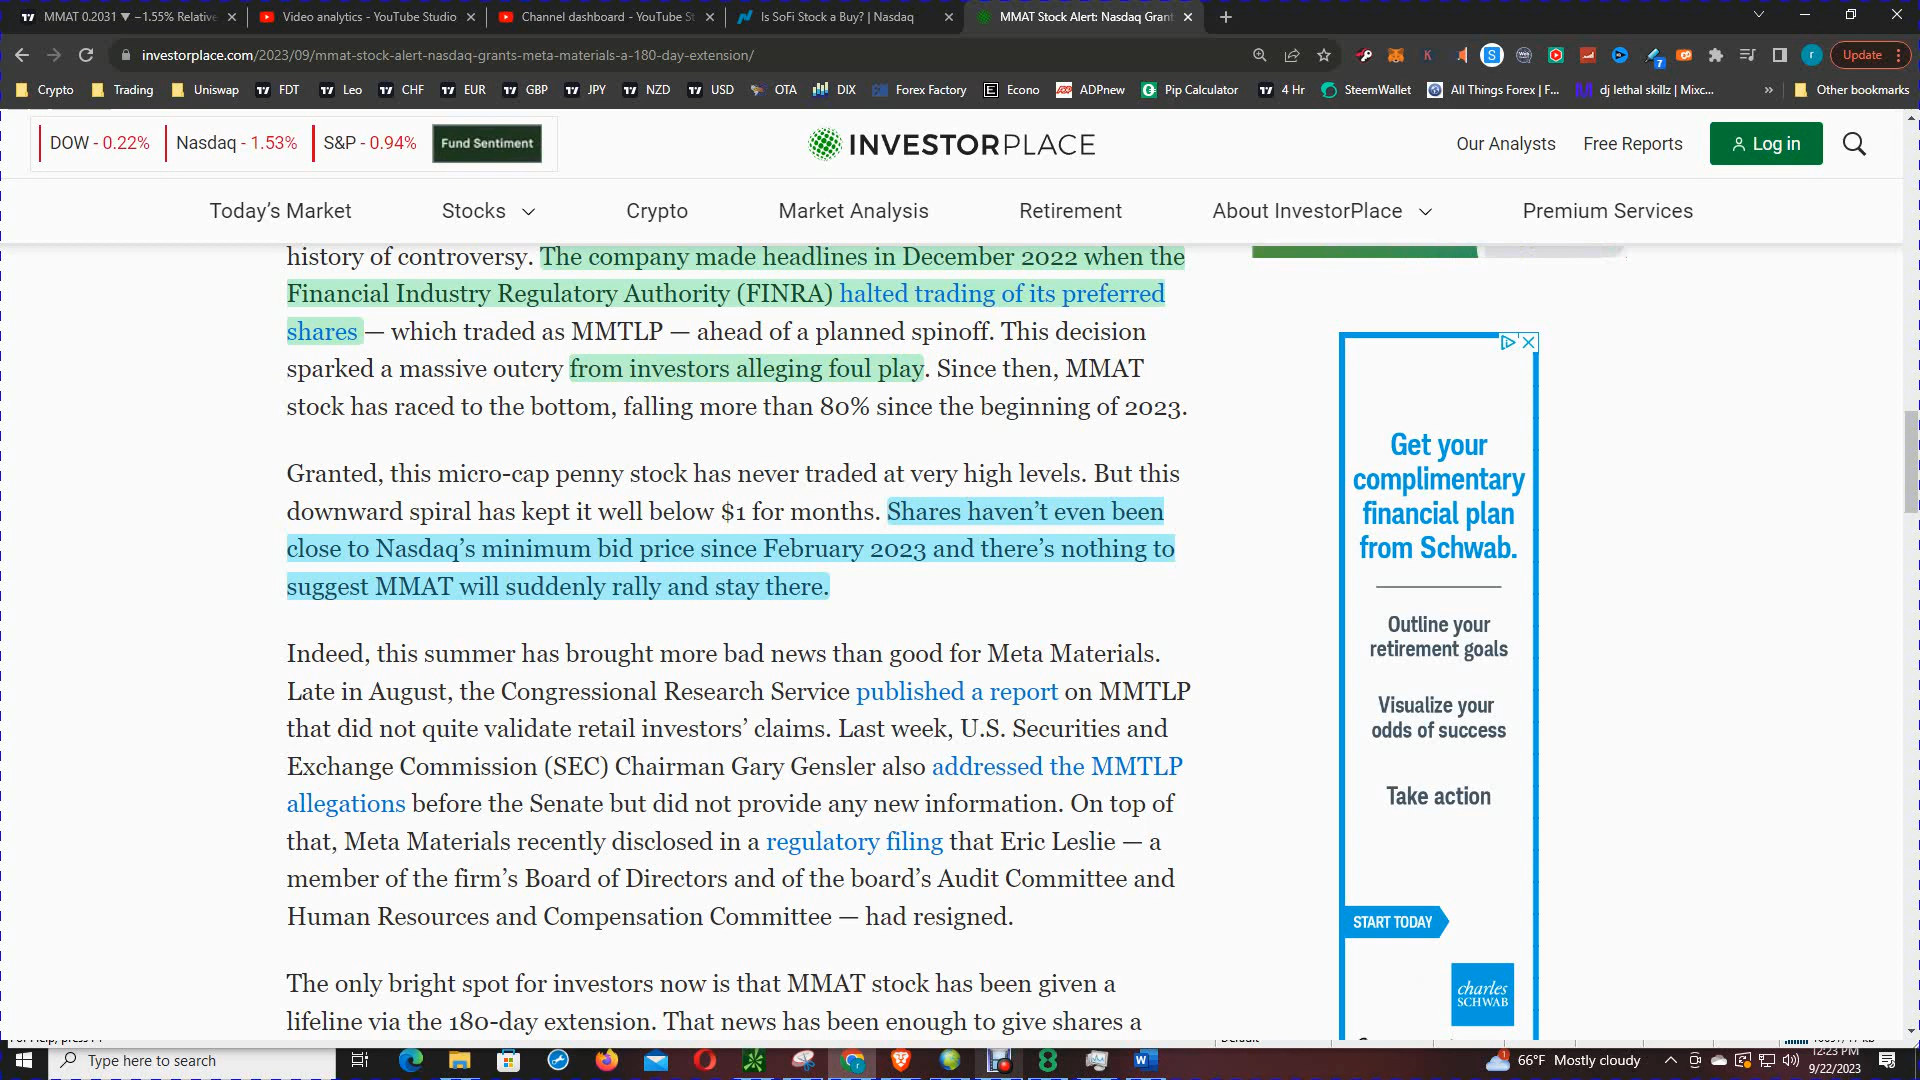 MMAT 0.2031 ▼ −1.55% Relative
Video analytics - YouTube Studio
Channel dashboard - YouTube St
Is SoFi Stock a Buy? | Nasdaq
MMAT Stock Alert: Nasdaq Grant
investorplace.com/2023/09/mmat-stock-alert-nasdaq-grants-meta-materials-a-180-day-extension/
Update
Crypto
Trading
Uniswap
FDT
Leo
CHF
EUR
GBP
JPY
NZD
USD
OTA
DIX
Forex Factory
Econo
ADPnew
Pip Calculator
4 Hr
SteemWallet
All Things Forex | F...
dj lethal skillz | Mixc...
»
Other bookmarks
DOW - 0.22%
Nasdaq - 1.53%
S&P - 0.94%
Fund Sentiment
INVESTORPLACE
Our Analysts
Free Reports
Log in
Today’s Market
Stocks
Crypto
Market Analysis
Retirement
About InvestorPlace
Premium Services
history of controversy. The company made headlines in December 2022 when the
Financial Industry Regulatory Authority (FINRA) halted trading of its preferred
shares — which traded as MMTLP — ahead of a planned spinoff. This decision
sparked a massive outcry from investors alleging foul play. Since then, MMAT
stock has raced to the bottom, falling more than 80% since the beginning of 2023.
Granted, this micro-cap penny stock has never traded at very high levels. But this
downward spiral has kept it well below $1 for months. Shares haven’t even been
close to Nasdaq’s minimum bid price since February 2023 and there’s nothing to
suggest MMAT will suddenly rally and stay there.
Indeed, this summer has brought more bad news than good for Meta Materials.
Late in August, the Congressional Research Service published a report on MMTLP
that did not quite validate retail investors’ claims. Last week, U.S. Securities and
Exchange Commission (SEC) Chairman Gary Gensler also addressed the MMTLP
allegations before the Senate but did not provide any new information. On top of
that, Meta Materials recently disclosed in a regulatory filing that Eric Leslie — a
member of the firm’s Board of Directors and of the board’s Audit Committee and
Human Resources and Compensation Committee — had resigned.
The only bright spot for investors now is that MMAT stock has been given a
lifeline via the 180-day extension. That news has been enough to give shares a
Get your
complimentary
financial plan
from Schwab.
Outline your
retirement goals
Visualize your
odds of success
Take action
START TODAY
charles
SCHWAB
Type here to search
66°F Mostly cloudy
12:23 PM
9/22/2023